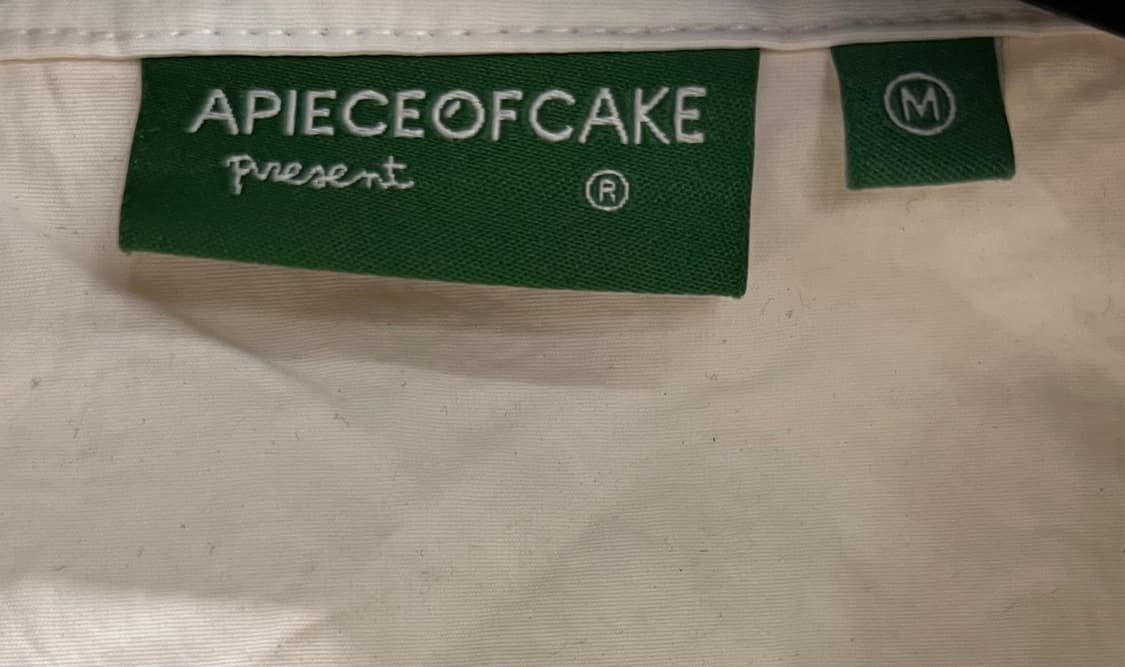 APIECEOFCAKE
present
®
M